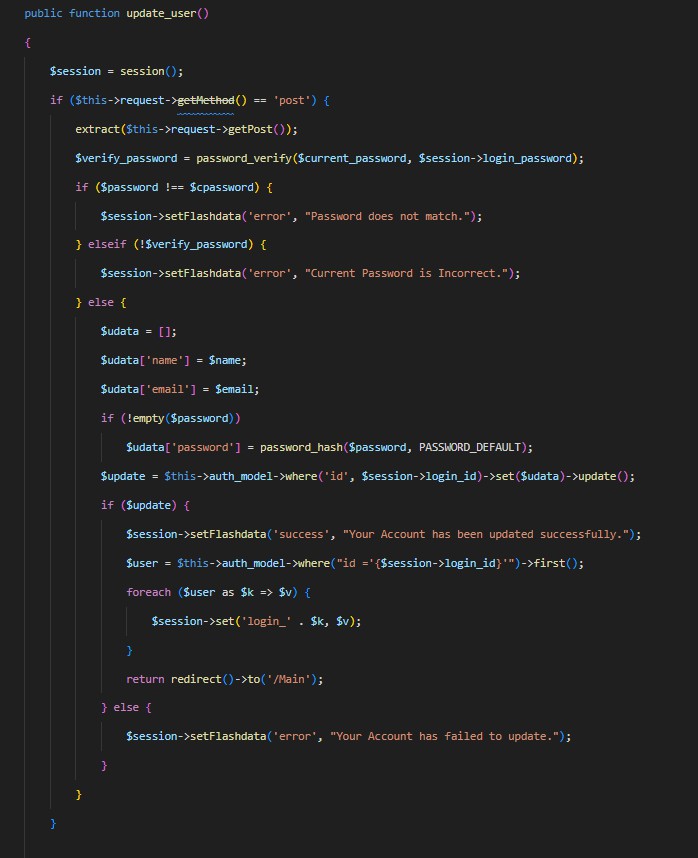 public function update_user()
{
$session = session();
if ($this->request->getMethod() == 'post') {
extract($this->request->getPost());
$verify_password = password_verify($current_password, $session->login_password);
if ($password !== $cpassword) {
$session->setFlashdata('error', "Password does not match.");
} elseif (!$verify_password) {
$session->setFlashdata('error', "Current Password is Incorrect.");
} else {
$udata = [];
$udata['name'] = $name;
$udata['email'] = $email;
if (!empty($password))
$udata['password'] = password_hash($password, PASSWORD_DEFAULT);
$update = $this->auth_model->where('id', $session->login_id)->set($udata)->update();
if ($update) {
$session->setFlashdata('success', "Your Account has been updated successfully.");
$user = $this->auth_model->where("id ='{$session->login_id}'")->first();
foreach ($user as $k => $v) {
$session->set('login_' . $k, $v);
}
return redirect()->to('/Main');
} else {
$session->setFlashdata('error', "Your Account has failed to update.");
}
}
}